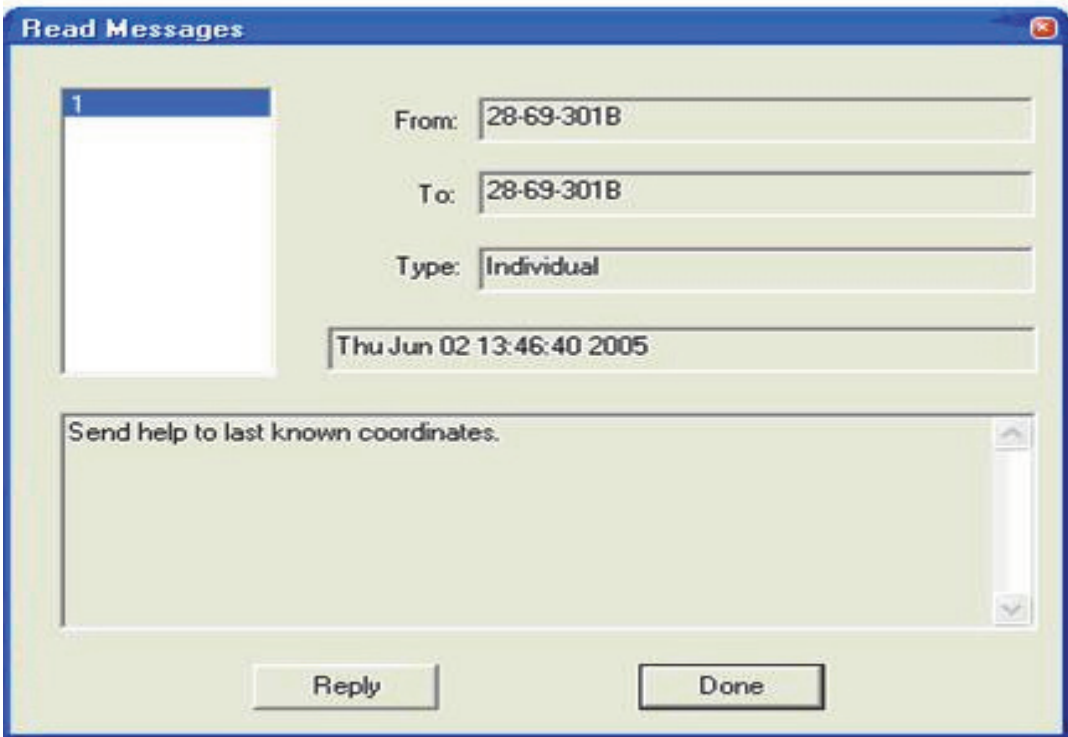 Read Messages
1
From: 28-69-301B
To: 28-69-301B
Type: Individual
Thu Jun 02 13:46:40 2005
Send help to last known coordinates.
Reply Done